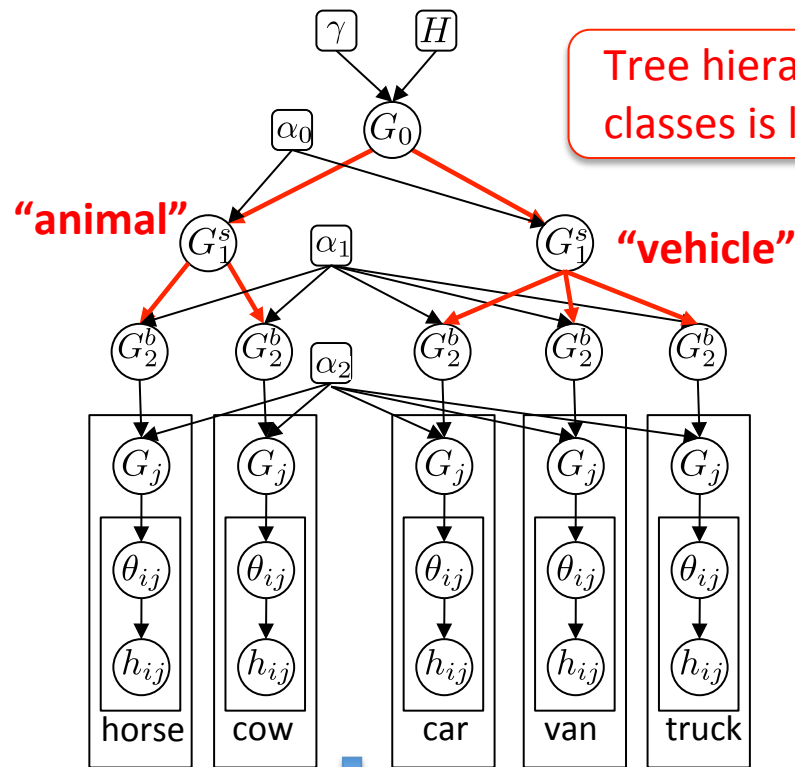 γ H
Tree hiera
classes is l
α₀ G₀
“animal” G₁ˢ G₁ˢ “vehicle”
α₁
G₂ᵇ G₂ᵇ G₂ᵇ G₂ᵇ G₂ᵇ
α₂
Gⱼ Gⱼ Gⱼ Gⱼ Gⱼ
θᵢⱼ θᵢⱼ θᵢⱼ θᵢⱼ θᵢⱼ
hᵢⱼ hᵢⱼ hᵢⱼ hᵢⱼ hᵢⱼ
horse cow car van truck